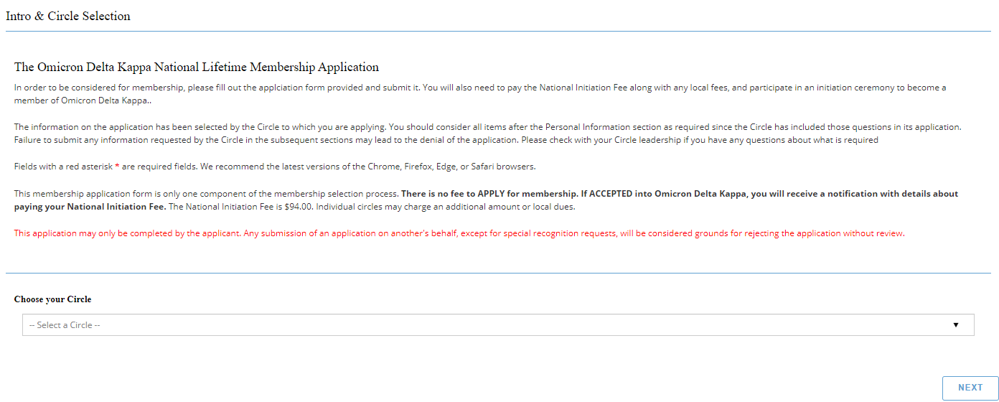 Intro & Circle Selection
The Omicron Delta Kappa National Lifetime Membership Application
In order to be considered for membership, please fill out the applciation form provided and submit it. You will also need to pay the National Initiation Fee along with any local fees, and participate in an initiation ceremony to become a
member of Omicron Delta Kappa..
The information on the application has been selected by the Circle to which you are applying. You should consider all items after the Personal Information section as required since the Circle has included those questions in its application.
Failure to submit any information requested by the Circle in the subsequent sections may lead to the denial of the application. Please check with your Circle leadership if you have any questions about what is required
Fields with a red asterisk * are required fields. We recommend the latest versions of the Chrome, Firefox, Edge, or Safari browsers.
This membership application form is only one component of the membership selection process. There is no fee to APPLY for membership. If ACCEPTED into Omicron Delta Kappa, you will receive a notification with details about
paying your National Initiation Fee. The National Initiation Fee is $94.00. Individual circles may charge an additional amount or local dues.
This application may only be completed by the applicant. Any submission of an application on another's behalf, except for special recognition requests, will be considered grounds for rejecting the application without review.
Choose your Circle
-- Select a Circle --
NEXT